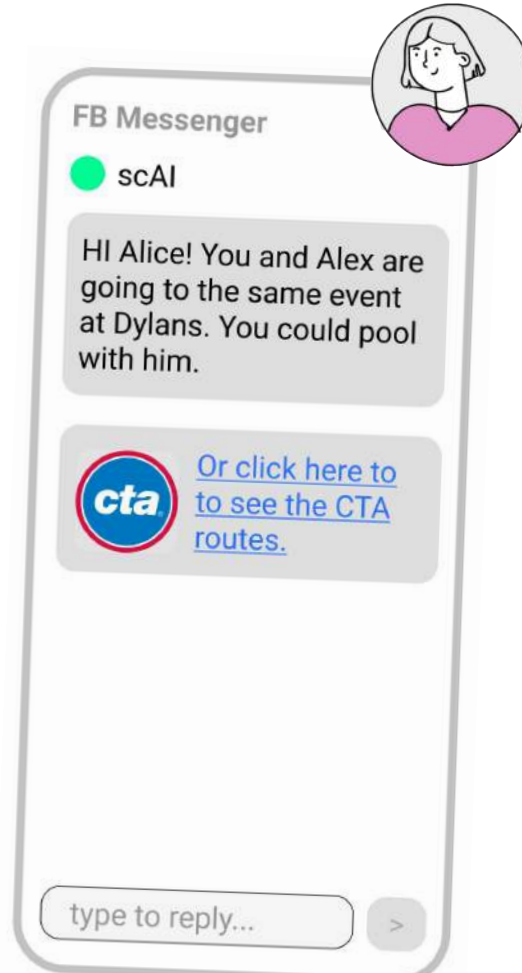 FB Messenger
scAI
HI Alice! You and Alex are
going to the same event
at Dylans. You could pool
with him.
cta
Or click here to
to see the CTA
routes.
type to reply...
>